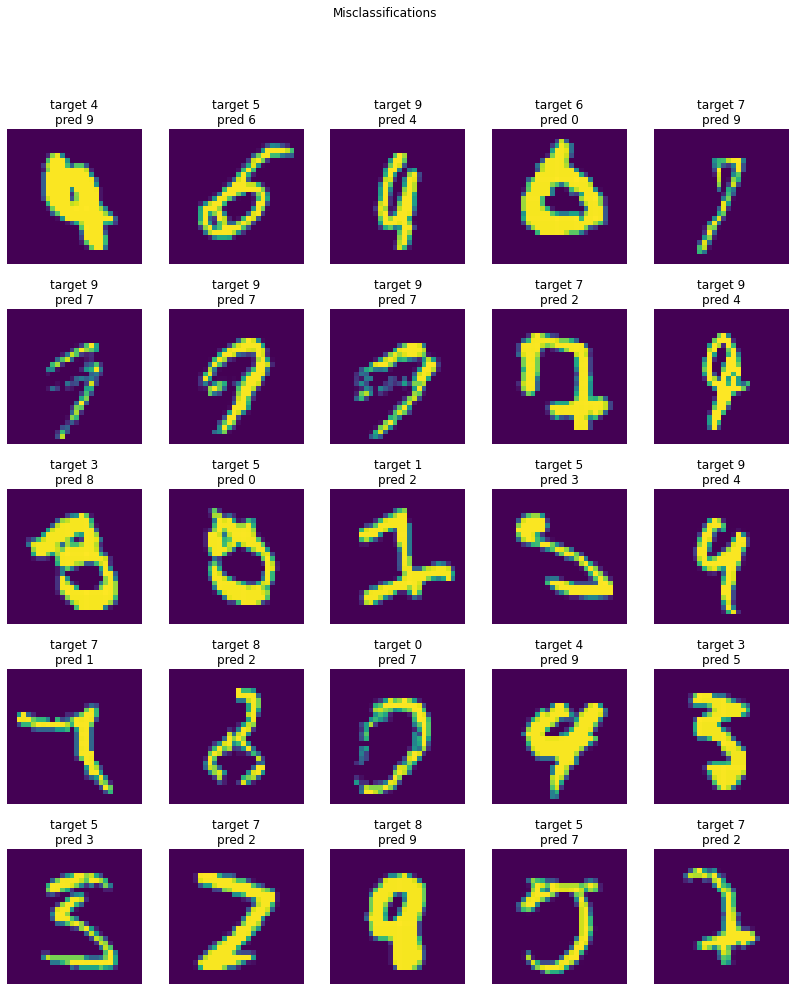 Misclassifications
target 4 target 5 target 9 target 6 target 7
pred 9 pred 6 pred 4 pred 0 pred 9
target 9 target 9 target 9 target 7 target 9
pred 7 pred 7 pred 7 pred 2 pred 4
target 3 target 5 target 1 target 5 target 9
pred 8 pred 0 pred 2 pred 3 pred 4
target 7 target 8 target 0 target 4 target 3
pred 1 pred 2 pred 7 pred 9 pred 5
target 5 target 7 target 8 target 5 target 7
pred 3 pred 2 pred 9 pred 7 pred 2